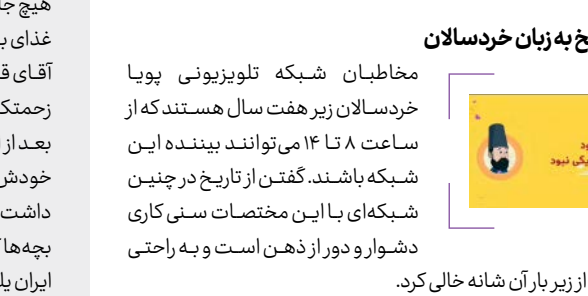 به زبان خردسالان
مخاطبان شبکه تلویزیونی پویا
خردسالان زیر هفت سال هستند که از
ساعت ۸ تا ۱۴ می‌توانند بیننده این
شبکه باشند. گفتن از تاریخ در چنین
شبکه‌ای با این مختصات سنی کاری
دشوار و دور از ذهن است و به راحتی
از زیر بار آن شانه خالی کرد.
نبود
هیچ
غذای
آقای
بعد از
خودش
داشت
بچه‌ها
ایران